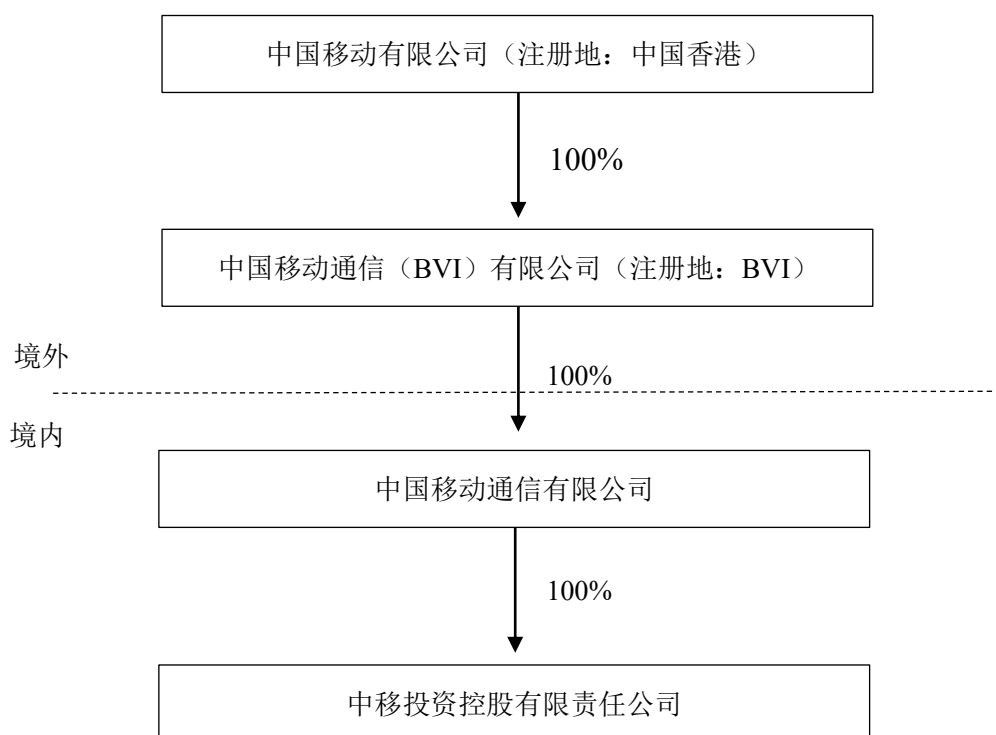 中国移动有限公司（注册地：中国香港）
100%
中国移动通信（BVI）有限公司（注册地：BVI）
境外
100%
境内
中国移动通信有限公司
100%
中移投资控股有限责任公司